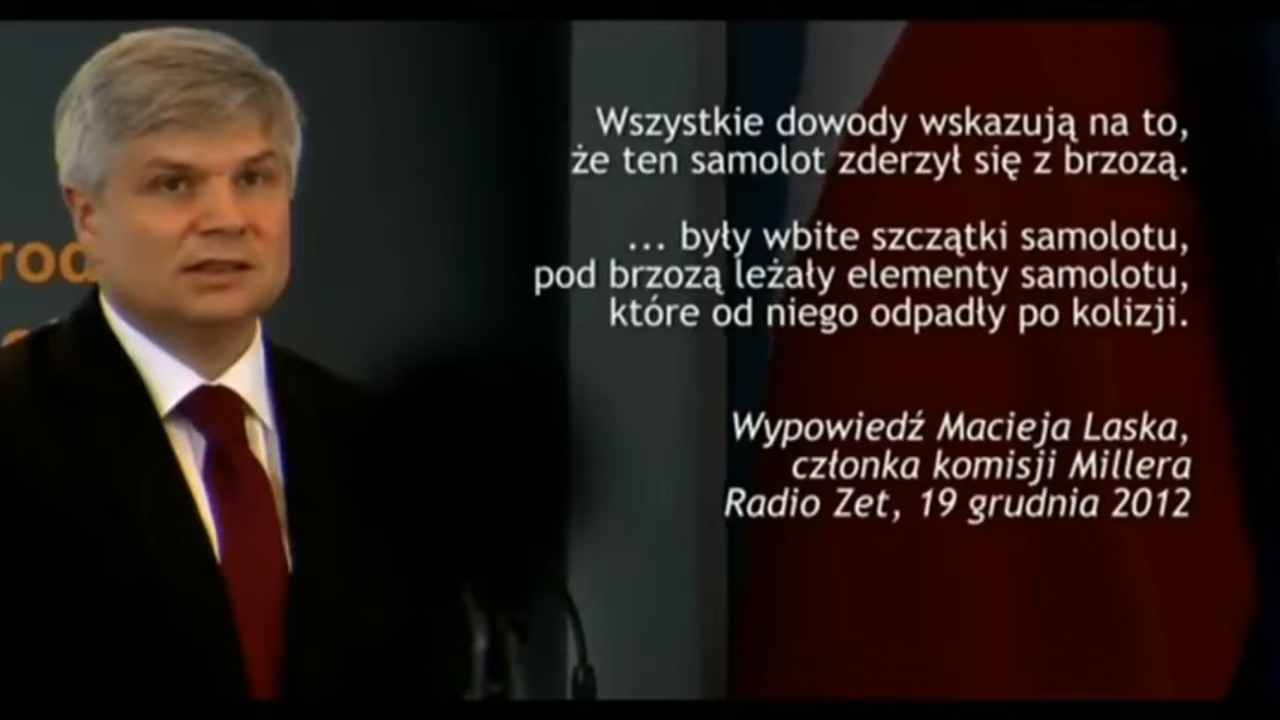 rod
Wszystkie dowody wskazują na to,
że ten samolot zderzył się z brzozą.
... były wbite szczątki samolotu,
pod brzozą leżały elementy samolotu,
które od niego odpadły po kolizji.
Wypowiedź Macieja Laska,
członka komisji Millera
Radio Zet, 19 grudnia 2012